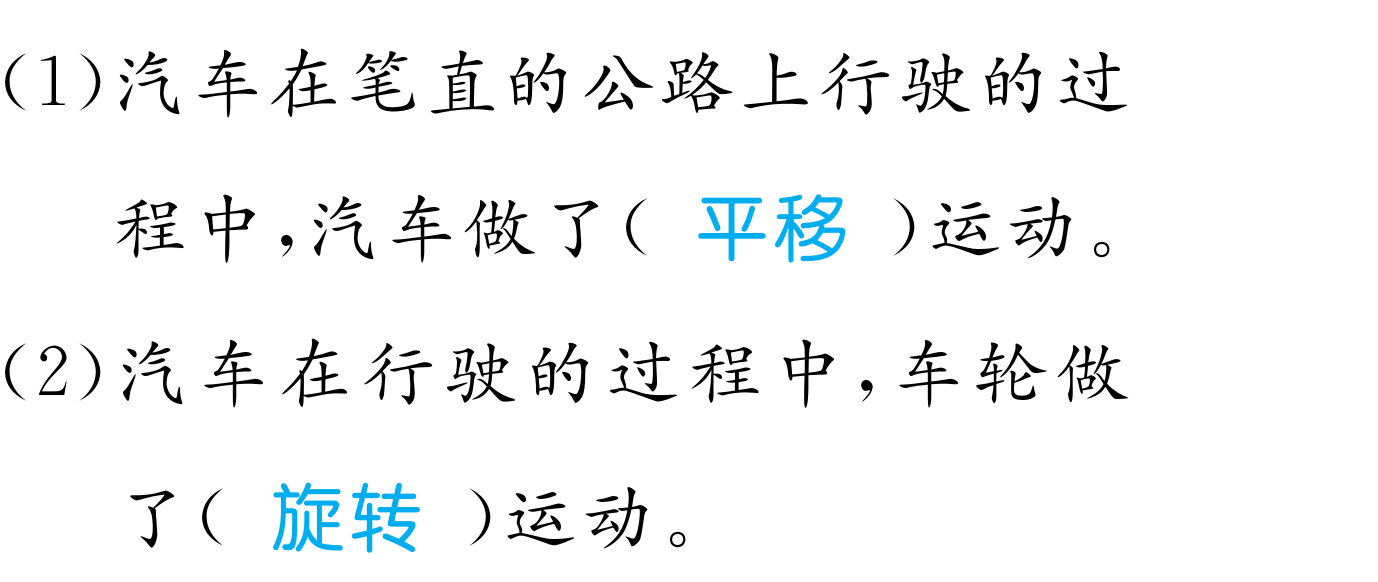 (1)汽车在笔直的公路上行驶的过
程中,汽车做了( 平移 )运动。
(2)汽车在行驶的过程中,车轮做
了( 旋转 )运动。